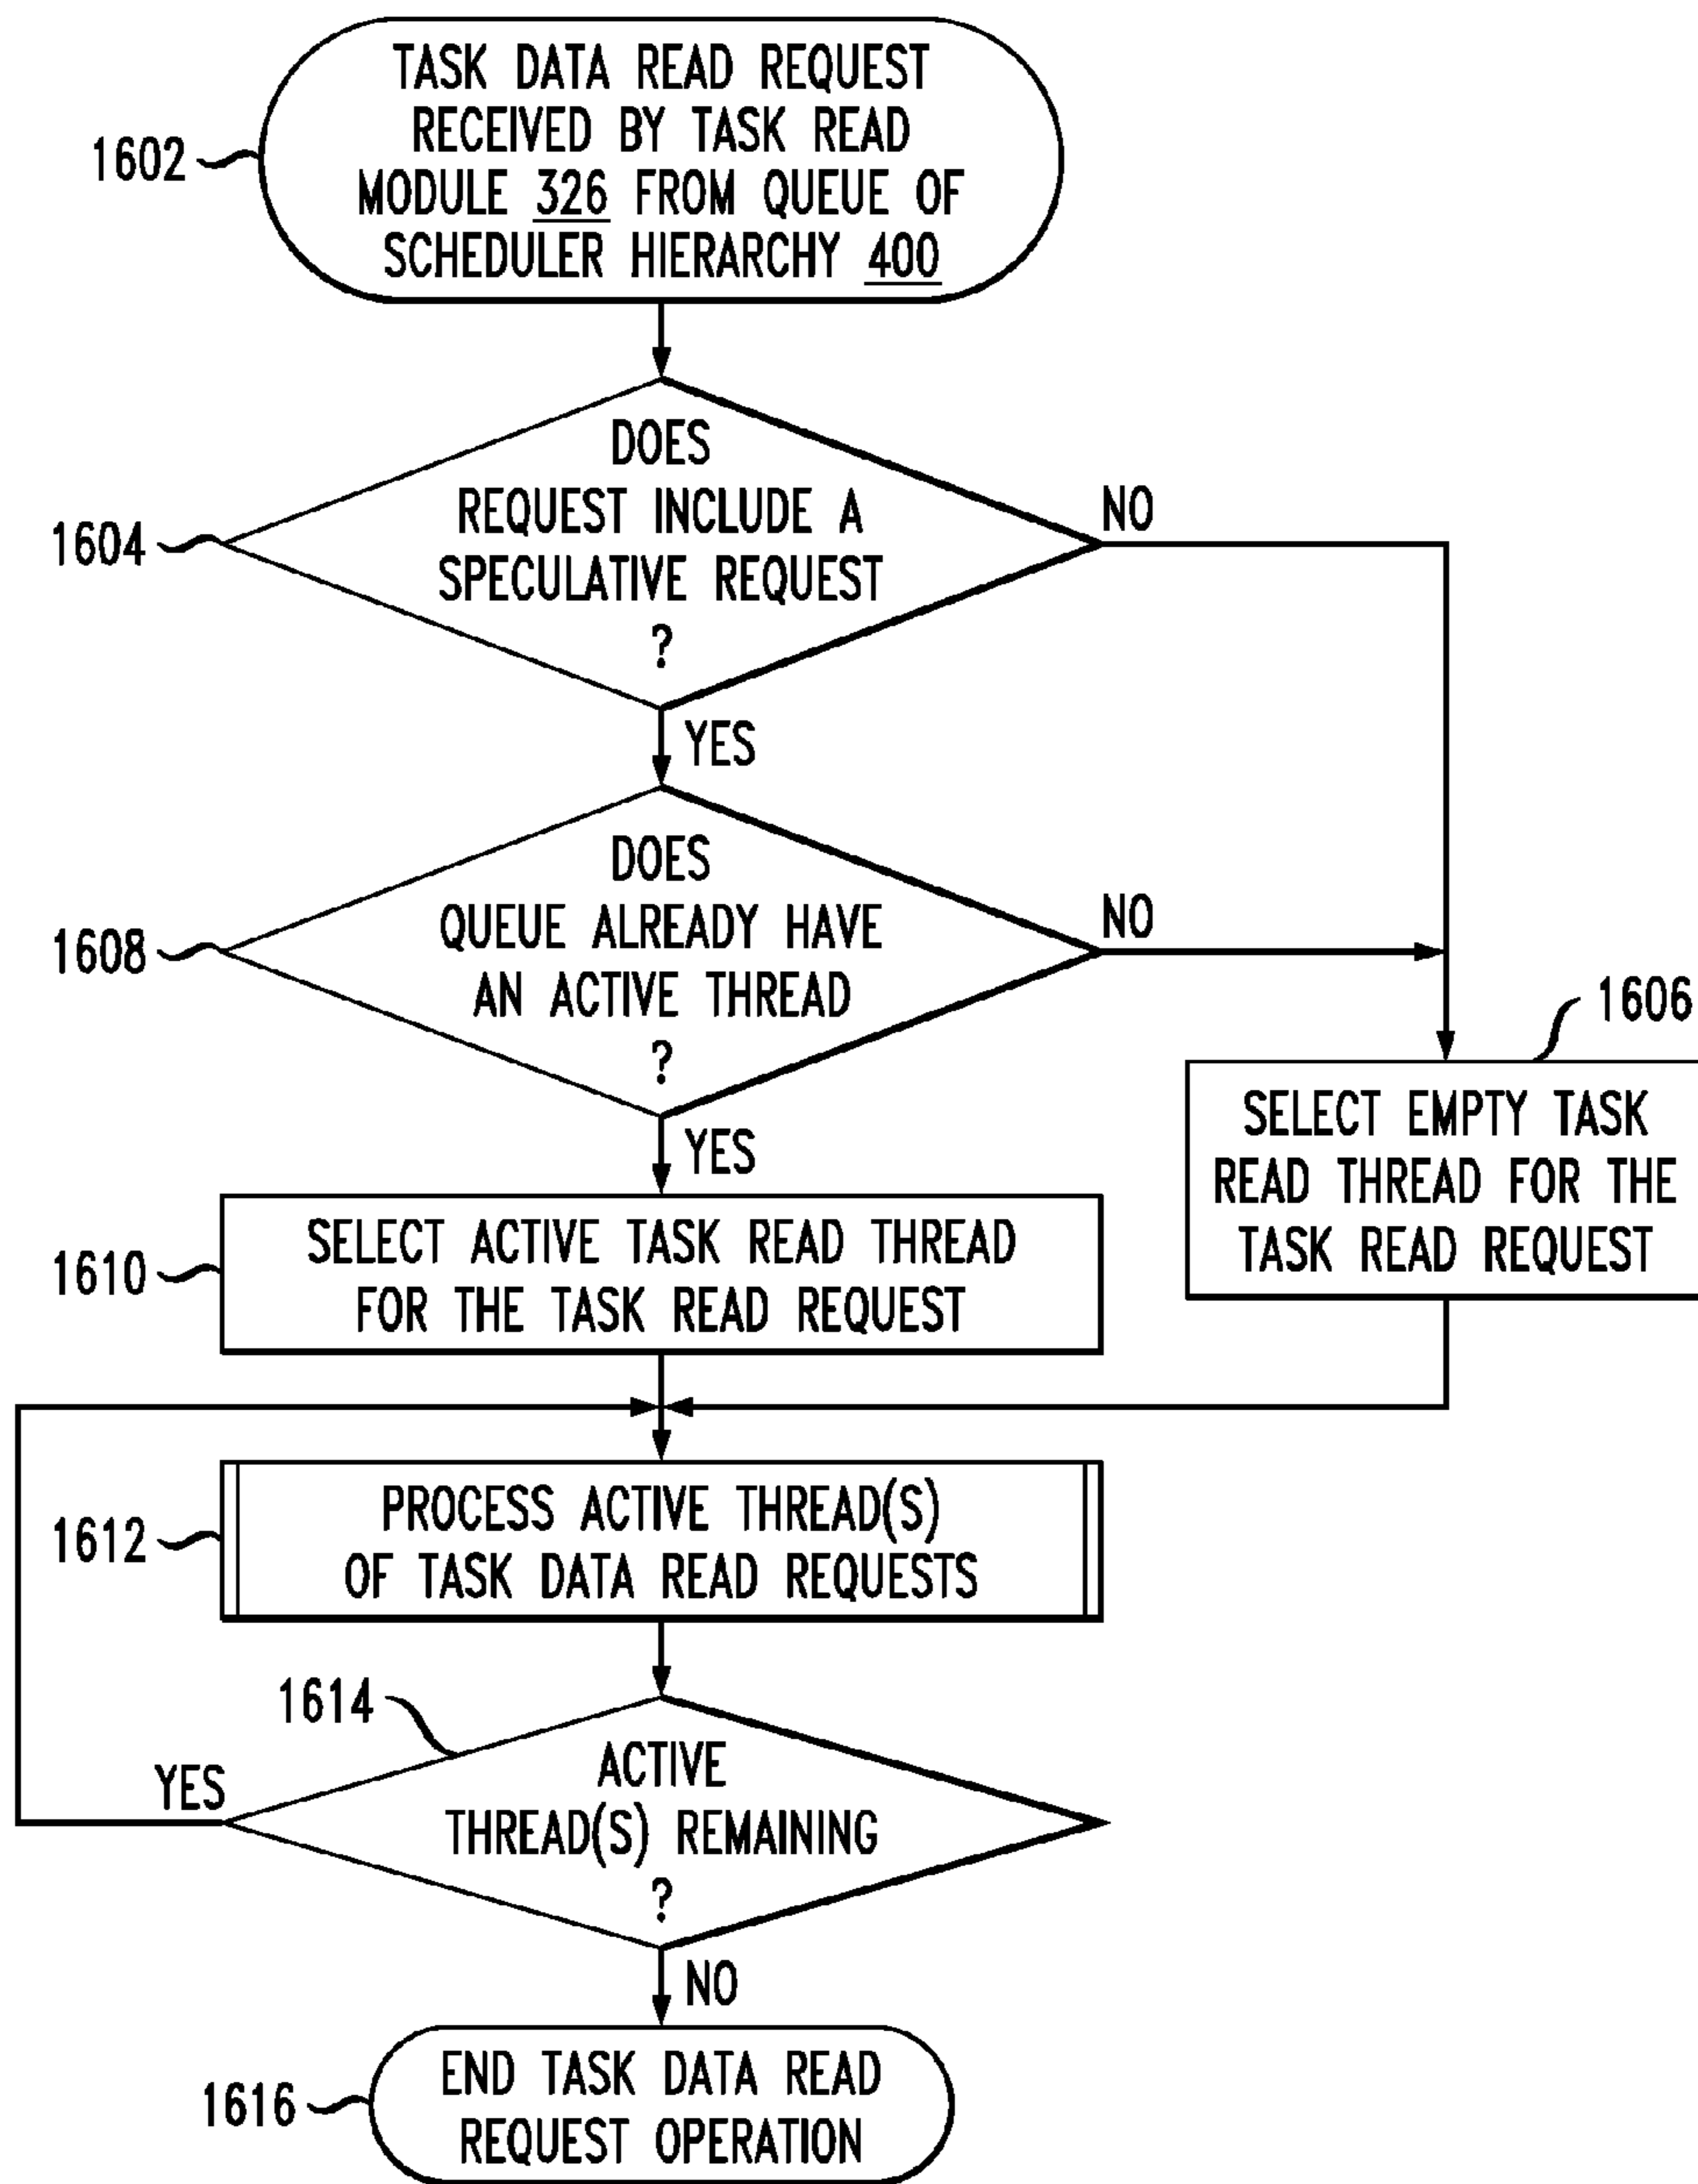 TASK DATA READ REQUEST
RECEIVED BY TASK READ
MODULE 326 FROM QUEUE OF
SCHEDULER HIERARCHY 400
1602
DOES
REQUEST INCLUDE A
SPECULATIVE REQUEST
?
1604
NO
YES
DOES
QUEUE ALREADY HAVE
AN ACTIVE THREAD
?
1608
NO
YES
1606
SELECT EMPTY TASK
READ THREAD FOR THE
TASK READ REQUEST
SELECT ACTIVE TASK READ THREAD
FOR THE TASK READ REQUEST
1610
PROCESS ACTIVE THREAD(S)
OF TASK DATA READ REQUESTS
1612
1614
ACTIVE
THREAD(S) REMAINING
?
YES
NO
END TASK DATA READ
REQUEST OPERATION
1616